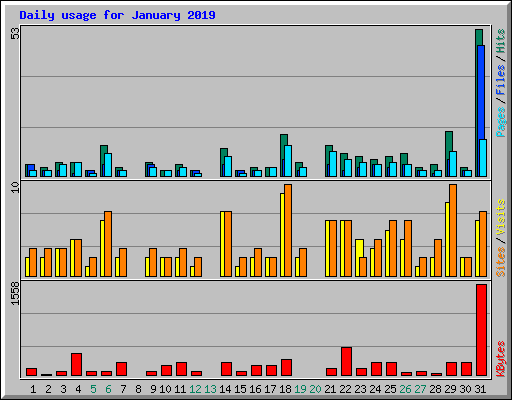 Daily usage for January 2019
53
Pages / Files / Hits
10
Sites / Visits
1558
KBytes
1 2 3 4 5 6 7 8 9 10 11 12 13 14 15 16 17 18 19 20 21 22 23 24 25 26 27 28 29 30 31